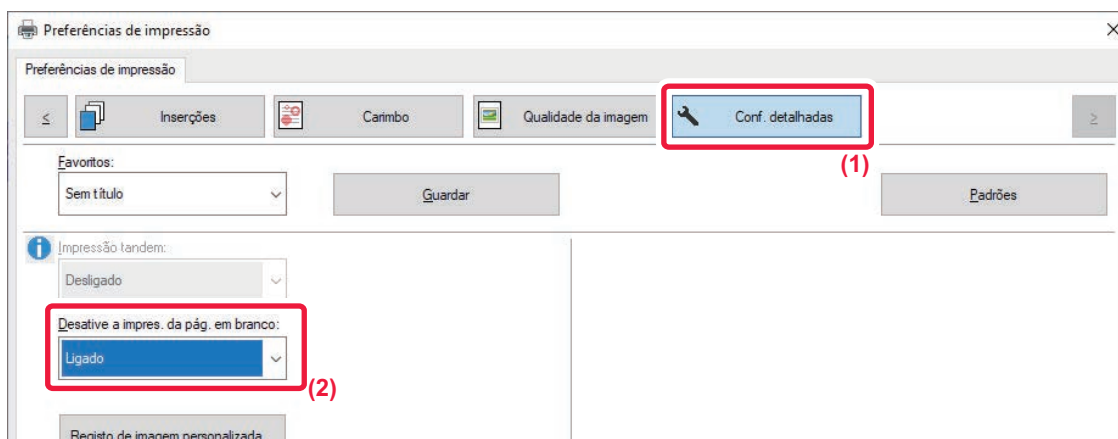 Preferências de impressão
Preferências de impressão
< Inserções Carimbo Qualidade da imagem Conf. detalhadas >
(1)
Favoritos:
Sem título Guardar Padrões
Impressão tandem:
Desligado
Desative a impres. da pág. em branco:
Ligado
(2)
Registo de imagem personalizada